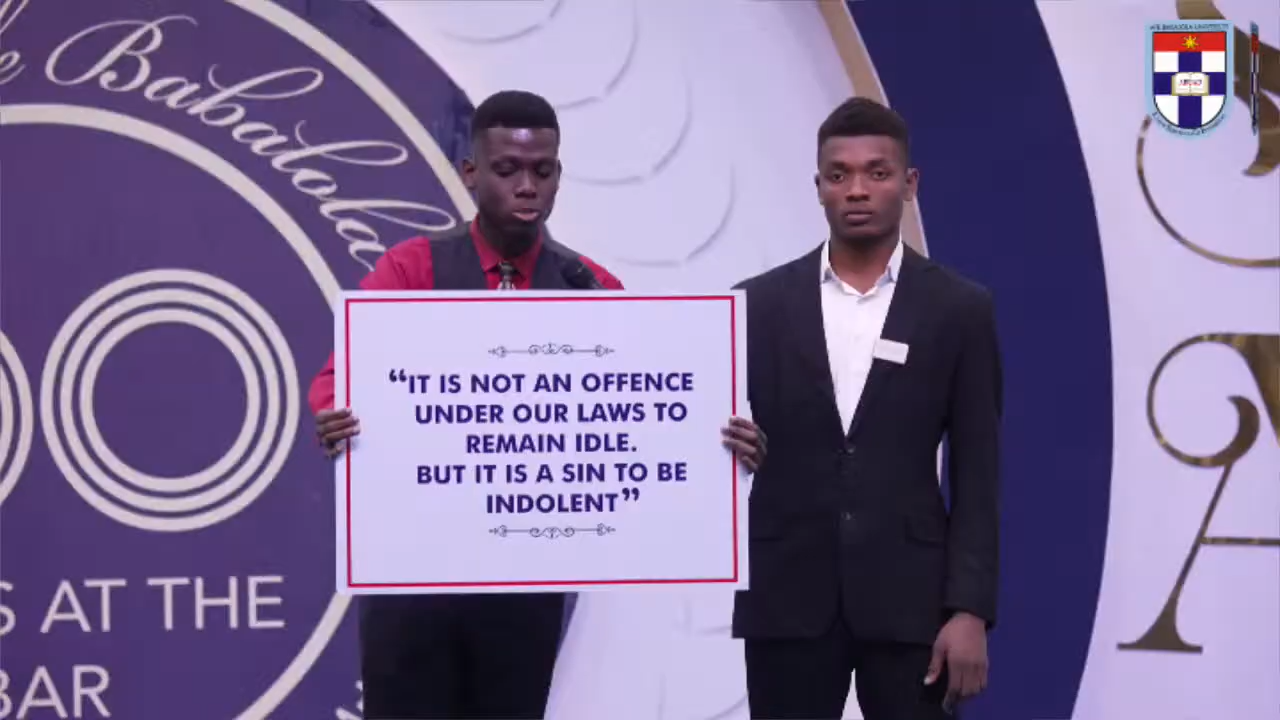 Babalola
S AT THE
BAR
“IT IS NOT AN OFFENCE
UNDER OUR LAWS TO
REMAIN IDLE.
BUT IT IS A SIN TO BE
INDOLENT”
A